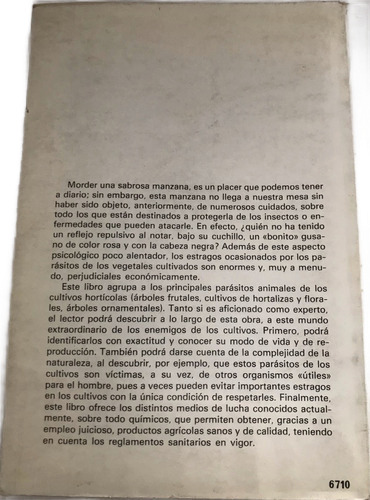 Morder una sabrosa manzana, es un placer que podemos tener
a diario; sin embargo, esta manzana no llega a nuestra mesa sin
haber sido objeto, anteriormente, de numerosos cuidados, sobre
todo los que están destinados a protegerla de los insectos o en-
fermedades que pueden atacarle. En efecto, ¿quién no ha tenido
un reflejo repulsivo al notar, bajo su cuchillo, un «bonito» gusa-
no de color rosa y con la cabeza negra? Además de este aspecto
psicológico poco alentador, los estragos ocasionados por los pa-
rásitos de los vegetales cultivados son enormes y, muy a menu-
do, perjudiciales económicamente.
Este libro agrupa a los principales parásitos animales de los
cultivos hortícolas (árboles frutales, cultivos de hortalizas y flora-
les, árboles ornamentales). Tanto si es aficionado como experto,
el lector podrá descubrir a lo largo de esta obra, a este mundo
extraordinario de los enemigos de los cultivos. Primero, podrá
identificarlos con exactitud y conocer su modo de vida y de re-
producción. También podrá darse cuenta de la complejidad de la
naturaleza, al descubrir, por ejemplo, que estos parásitos de los
cultivos son víctimas, a su vez, de otros organismos «útiles»
para el hombre, pues a veces pueden evitar importantes estragos
en los cultivos con la única condición de respetarles. Finalmente,
este libro ofrece los distintos medios de lucha conocidos actual-
mente, sobre todo químicos, que permiten obtener, gracias a un
empleo juicioso, productos agrícolas sanos y de calidad, teniendo
en cuenta los reglamentos sanitarios en vigor.
6710